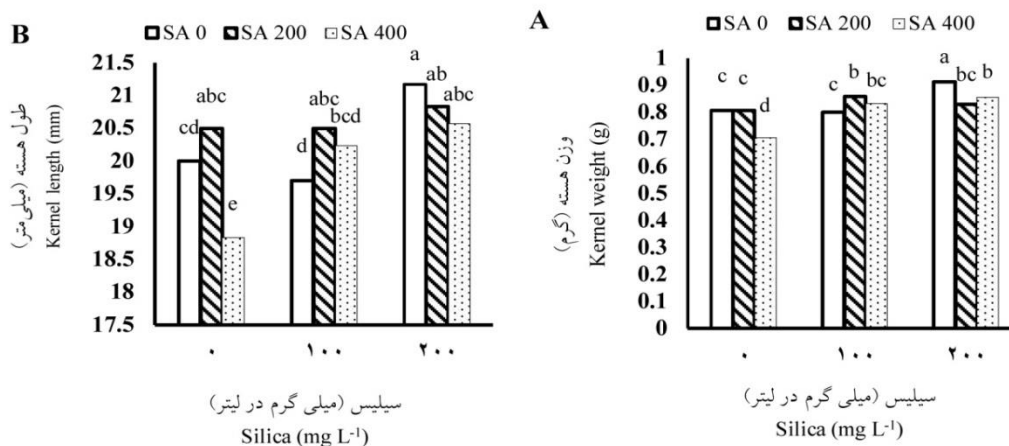 B
SA 0 SA 200 SA 400
21.5
21
20.5
20
19.5
19
18.5
18
17.5
طول هسته (میلی‌متر)
Kernel length (mm)
cd abc e
d abc bcd
a ab abc
۰ ۱۰۰ ۲۰۰
سیلیس (میلی گرم در لیتر)
Silica (mg L⁻¹)
A
SA 0 SA 200 SA 400
1
0.9
0.8
0.7
0.6
0.5
0.4
0.3
0.2
0.1
0
وزن هسته (گرم)
Kernel weight (g)
c c d
c b bc
a bc b
۰ ۱۰۰ ۲۰۰
سیلیس (میلی گرم در لیتر)
Silica (mg L⁻¹)